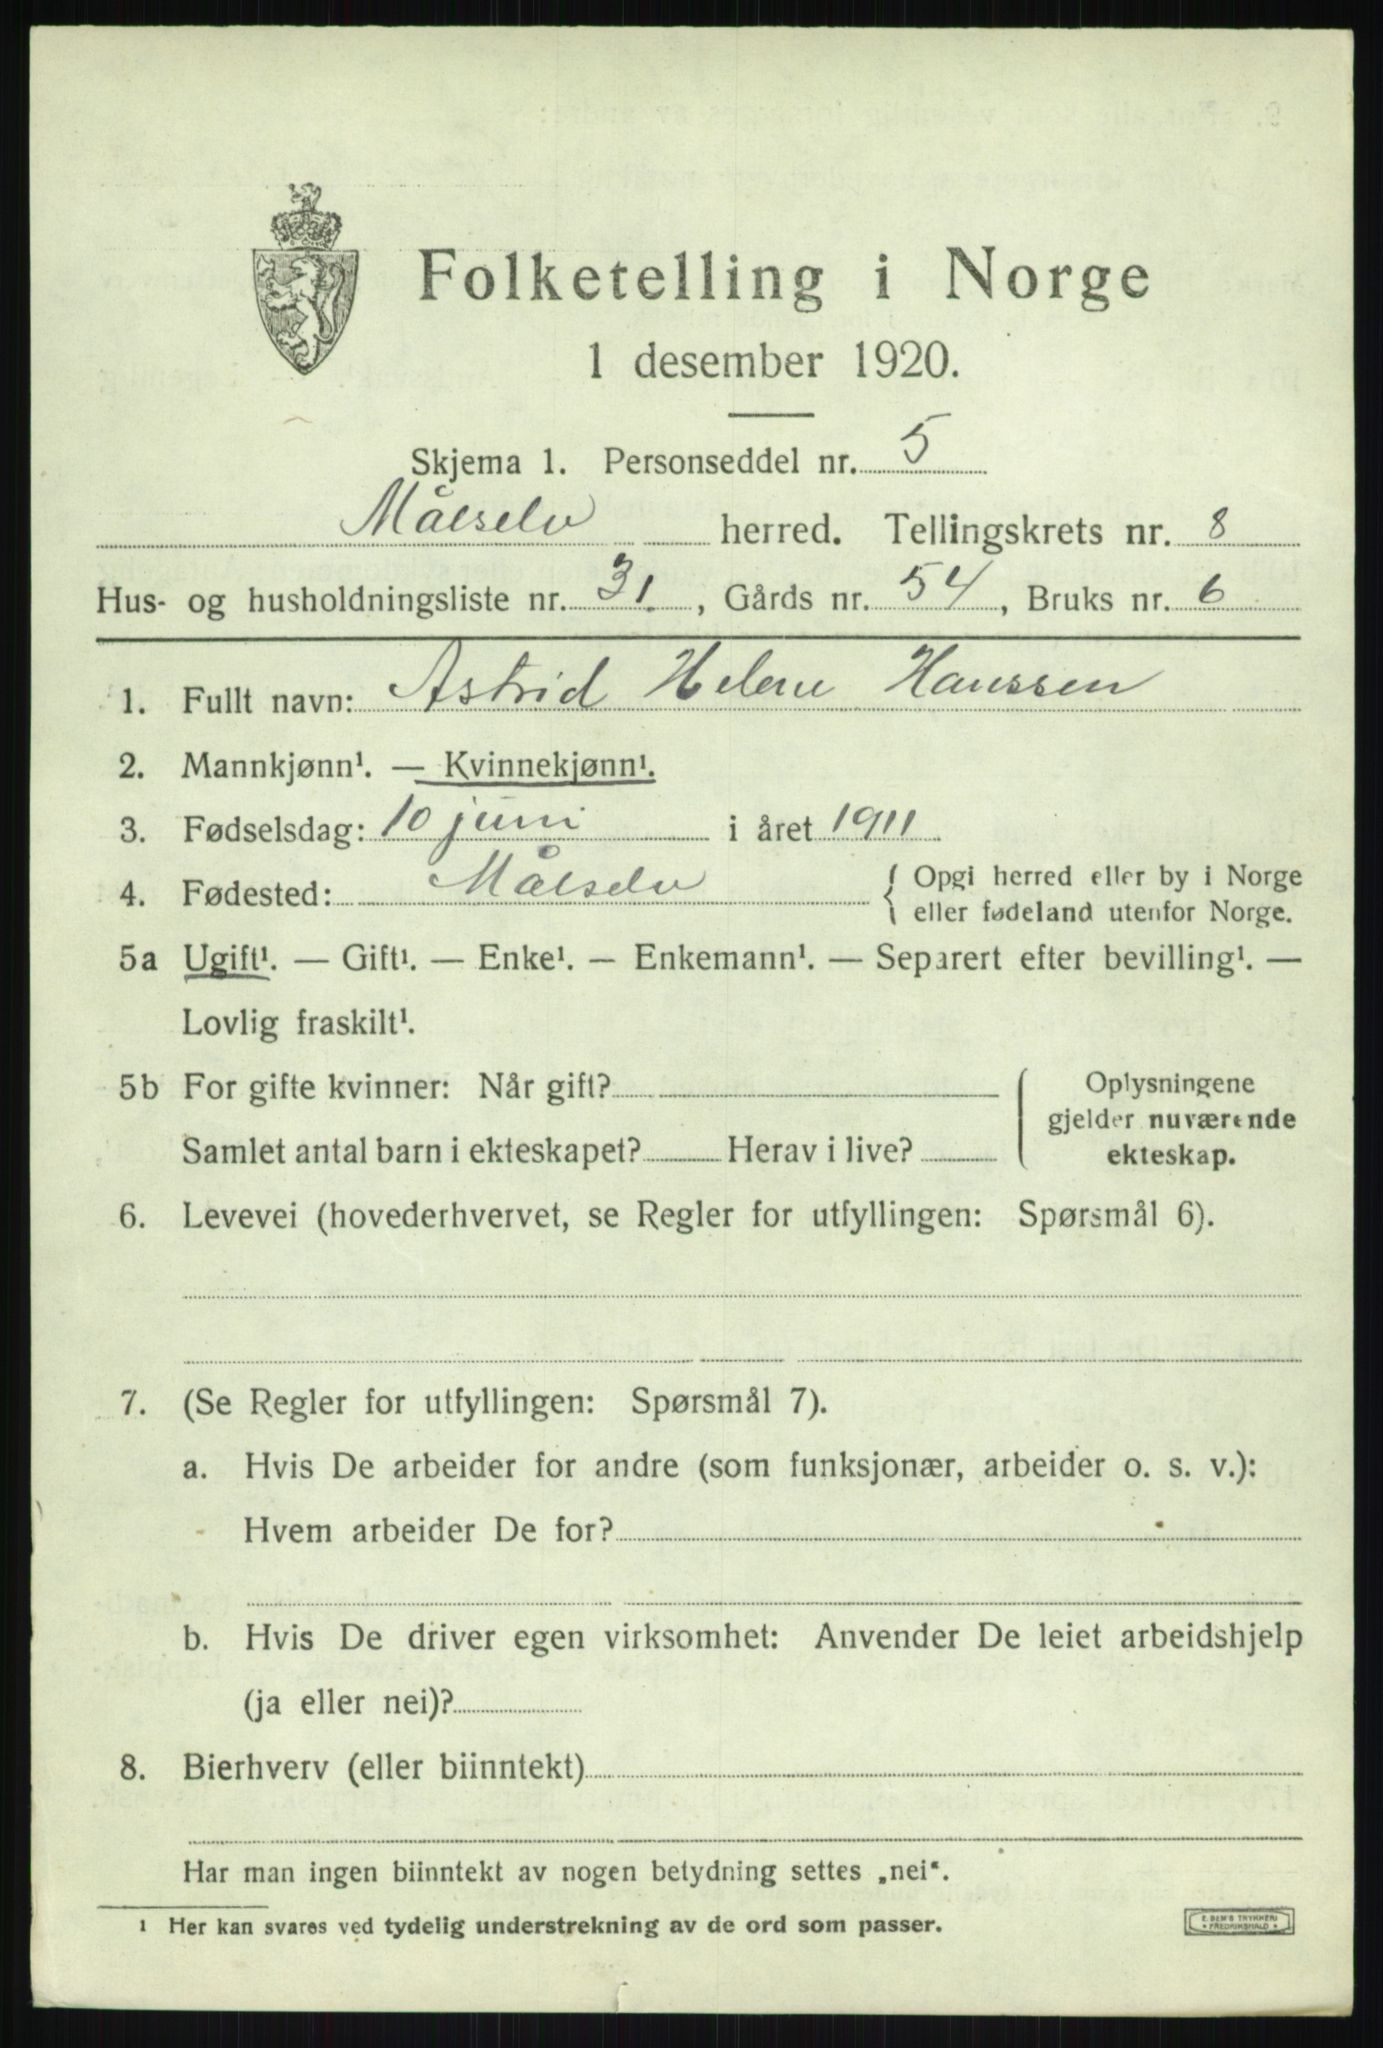 Folketelling i Norge
1 desember 1920.
Skjema 1. Personseddel nr. 5
Målselv herred. Tellingskrets nr. 8
Hus- og husholdningsliste nr. 31, Gårds nr. 54, Bruks nr. 6
1. Fullt navn: Astrid Helene Hanssen
2. Mannkjønn¹. — Kvinnekjønn¹.
3. Fødselsdag: 10 juni i året 1911
4. Fødested: Målselv { Opgi herred eller by i Norge
eller fødeland utenfor Norge.
5a Ugift¹. — Gift¹. — Enke¹. — Enkemann¹. — Separert efter bevilling¹. —
Lovlig fraskilt¹.
5b For gifte kvinner: Når gift? Oplysningene
gjelder nuværende
Samlet antal barn i ekteskapet? Herav i live? ekteskap.
6. Levevei (hovederhvervet, se Regler for utfyllingen: Spørsmål 6).
7. (Se Regler for utfyllingen: Spørsmål 7).
a. Hvis De arbeider for andre (som funksjonær, arbeider o. s. v.):
Hvem arbeider De for?
b. Hvis De driver egen virksomhet: Anvender De leiet arbeidshjelp
(ja eller nei)?
8. Bierhverv (eller biinntekt)
Har man ingen biinntekt av nogen betydning settes „nei“.
¹ Her kan svares ved tydelig understrekning av de ord som passer.
E. SEM'S TRYKKERI
FREDRIKSHALD